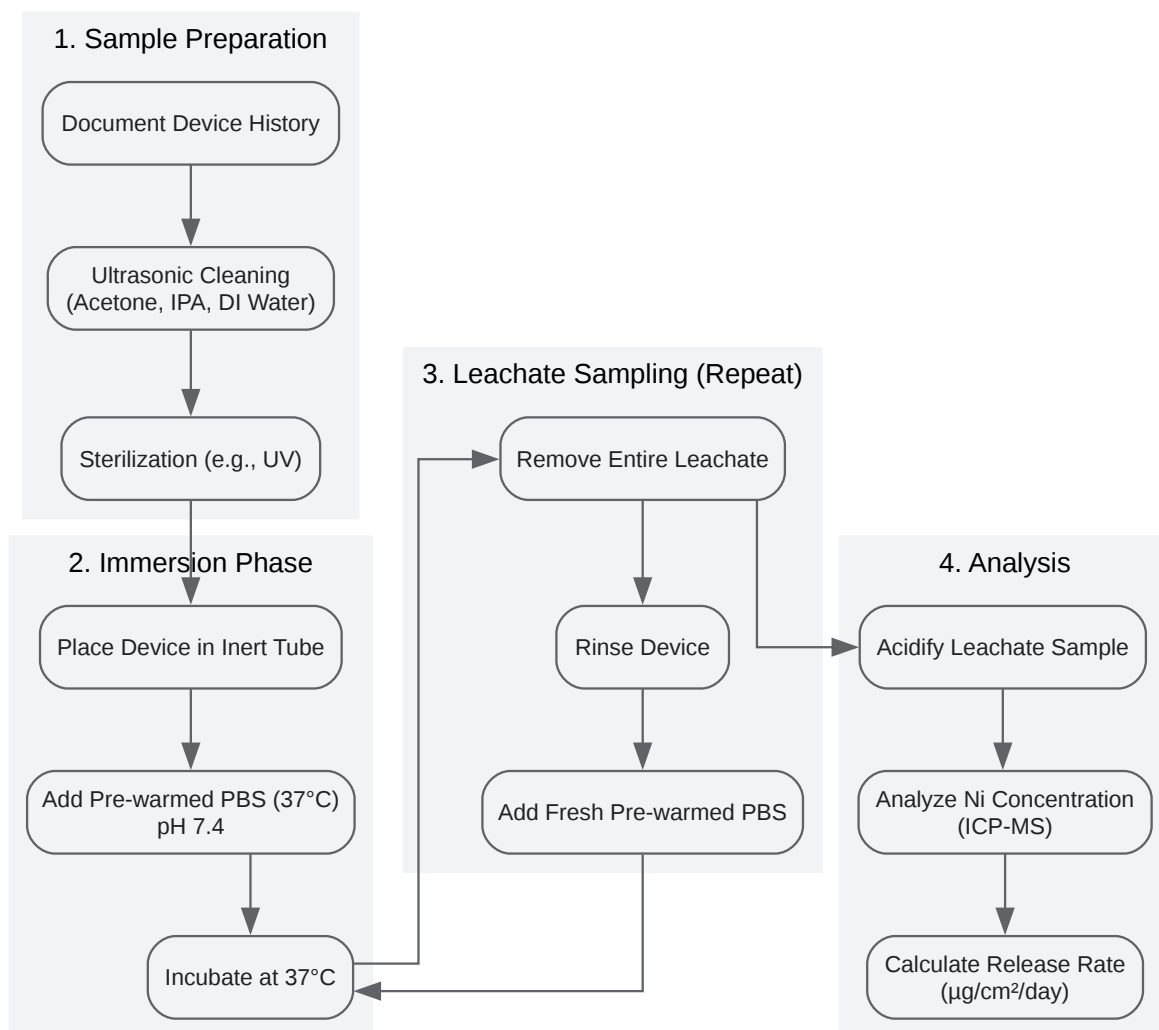 1. Sample Preparation
Document Device History
Ultrasonic Cleaning
(Acetone, IPA, DI Water)
Sterilization (e.g., UV)
2. Immersion Phase
Place Device in Inert Tube
Add Pre-warmed PBS (37°C)
pH 7.4
Incubate at 37°C
3. Leachate Sampling (Repeat)
Remove Entire Leachate
Rinse Device
Add Fresh Pre-warmed PBS
4. Analysis
Acidify Leachate Sample
Analyze Ni Concentration
(ICP-MS)
Calculate Release Rate
(µg/cm²/day)